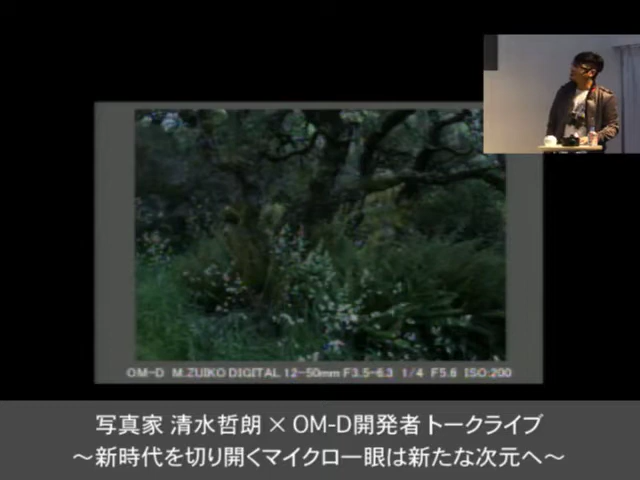 OM-D M.ZUIKO DIGITAL 12-50mm F3.5-6.3 1/4 F5.6 ISO:200
写真家 清水哲朗 × OM-D開発者 トークライブ
～新時代を切り開くマイクロ一眼は新たな次元へ～